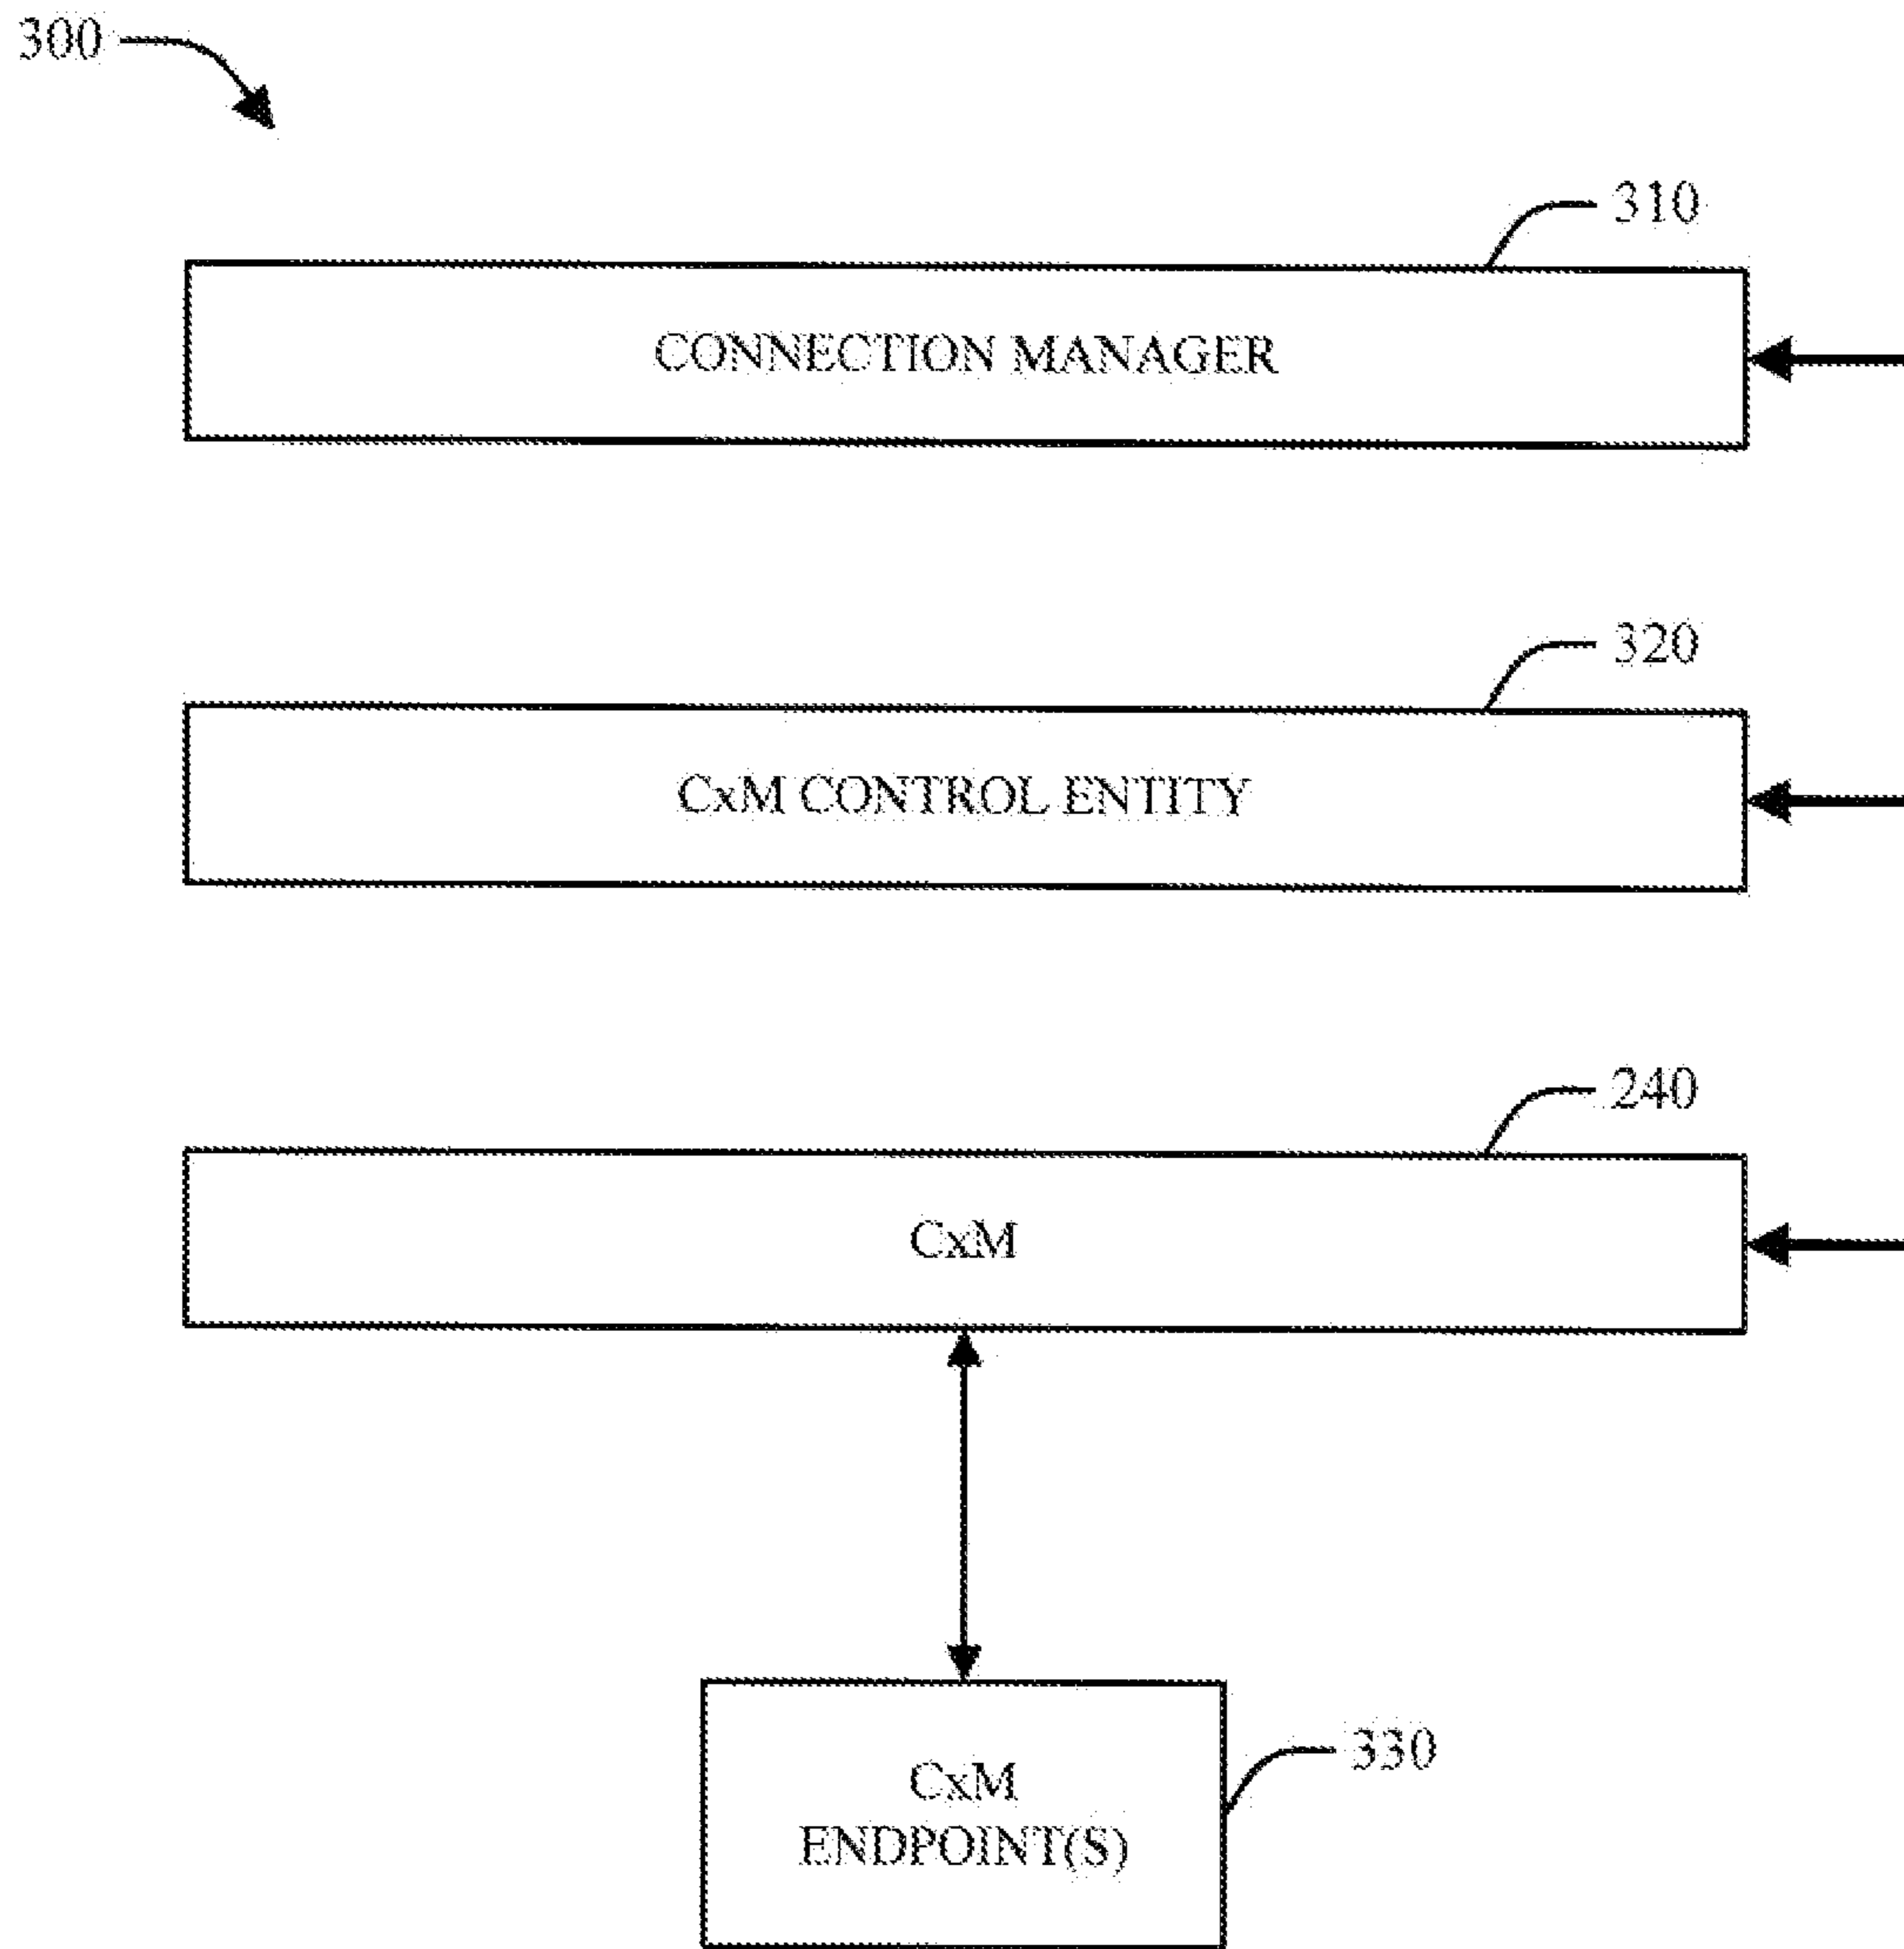 300
310
CONNECTION MANAGER
320
CxM CONTROL ENTITY
240
CxM
330
CxM
ENDPOINT(S)